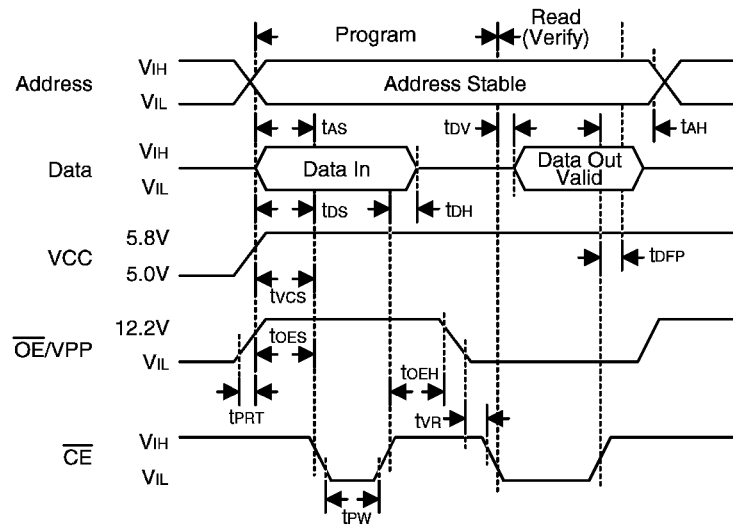 Program
Read
(Verify)
Address
VIH
VIL
Address Stable
tAS
tDV
tAH
Data
VIH
VIL
Data In
Data Out
Valid
tDS
tDH
VCC
5.8V
5.0V
tVCS
tDFP
OE/VPP
12.2V
VIL
tOES
tOEH
tPRT
tVR
CE
VIH
VIL
tPW